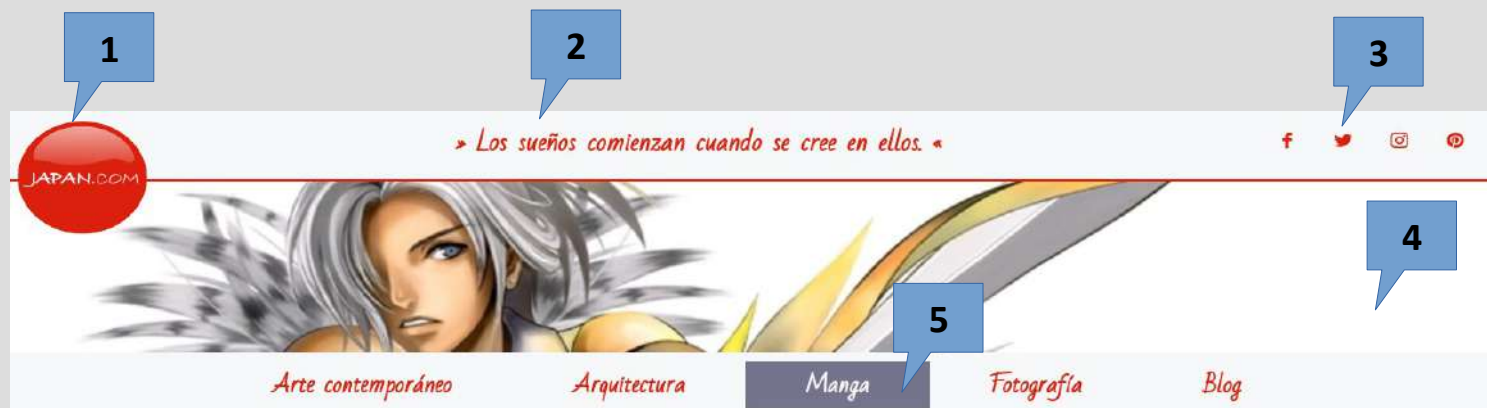 1
2
3
JAPAN.COM
» Los sueños comienzan cuando se cree en ellos. «
4
5
Arte contemporáneo Arquitectura Manga Fotografía Blog